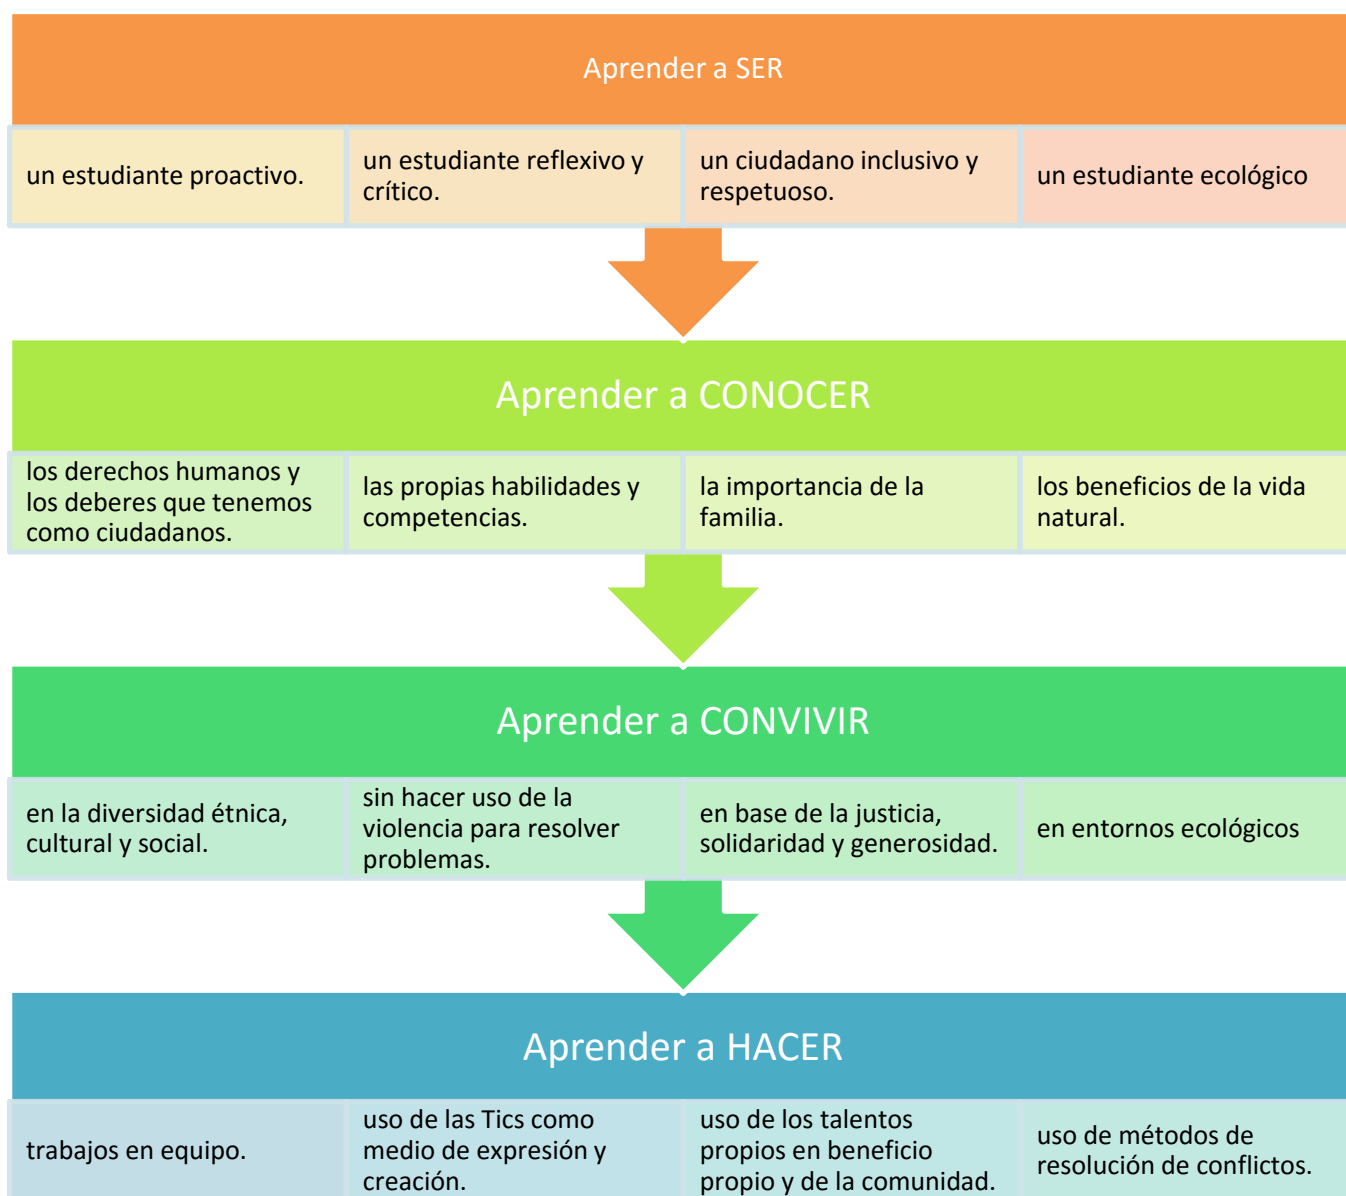 Aprender a SER
un estudiante proactivo.
un estudiante reflexivo y
crítico.
un ciudadano inclusivo y
respetuoso.
un estudiante ecológico
Aprender a CONOCER
los derechos humanos y
los deberes que tenemos
como ciudadanos.
las propias habilidades y
competencias.
la importancia de la
familia.
los beneficios de la vida
natural.
Aprender a CONVIVIR
en la diversidad étnica,
cultural y social.
sin hacer uso de la
violencia para resolver
problemas.
en base de la justicia,
solidaridad y generosidad.
en entornos ecológicos
Aprender a HACER
trabajos en equipo.
uso de las Tics como
medio de expresión y
creación.
uso de los talentos
propios en beneficio
propio y de la comunidad.
uso de métodos de
resolución de conflictos.